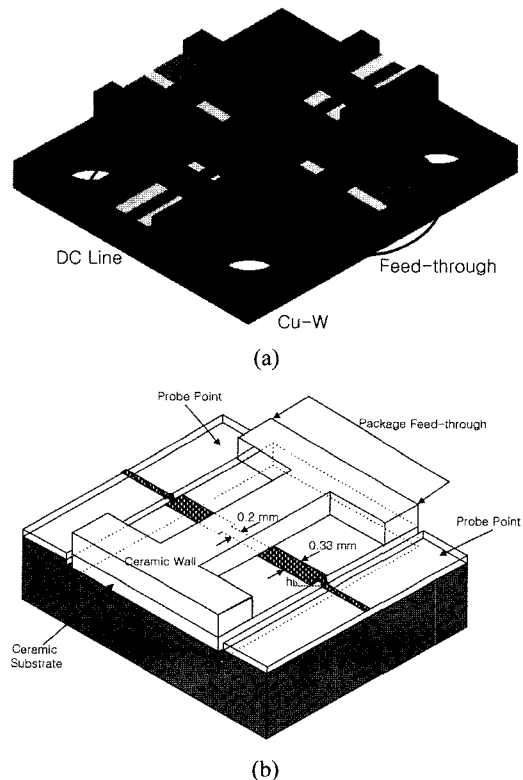 DC Line
Feed-through
Cu-W
(a)
Probe Point
Package Feed-through
0.2 mm
Probe Point
Ceramic Wall
0.33 mm
h_b
Ceramic
Substrate
(b)